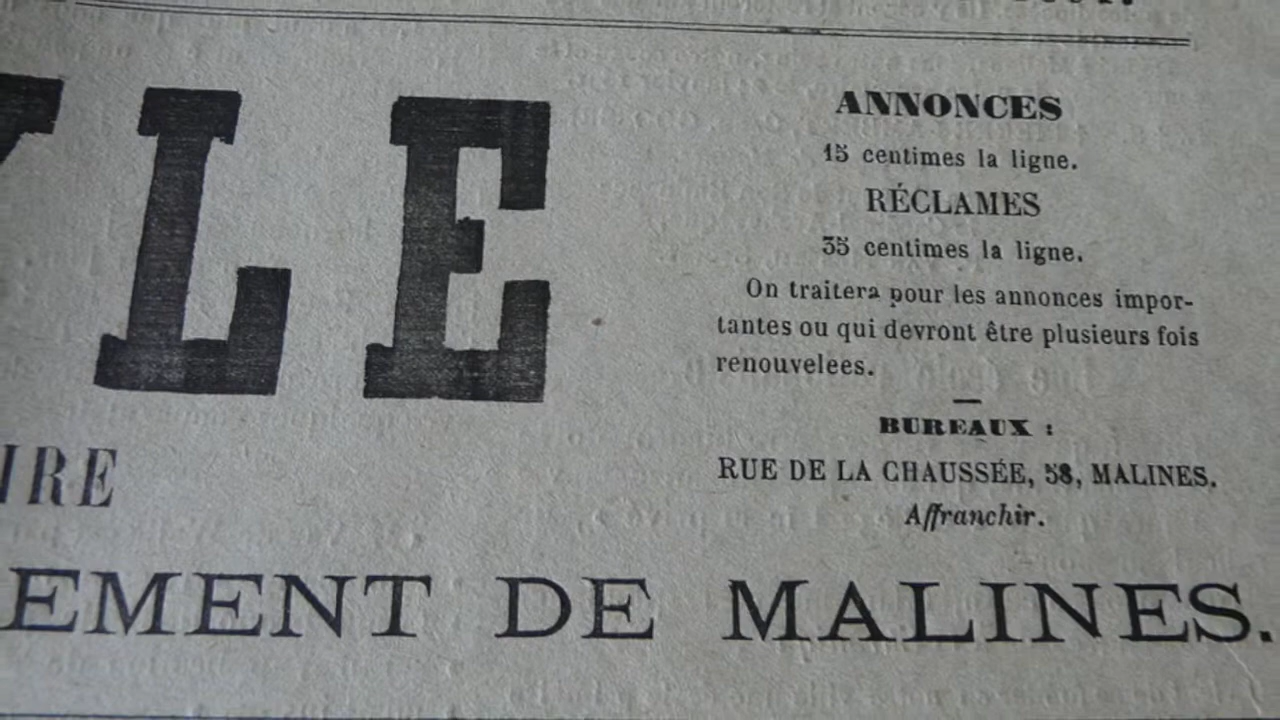 YLE
IRE
EMENT DE MALINES.
ANNONCES
15 centimes la ligne.
RÉCLAMES
35 centimes la ligne.
On traitera pour les annonces impor-
tantes ou qui devront être plusieurs fois
renouvelees.
BUREAUX :
RUE DE LA CHAUSSÉE, 58, MALINES.
Affranchir.